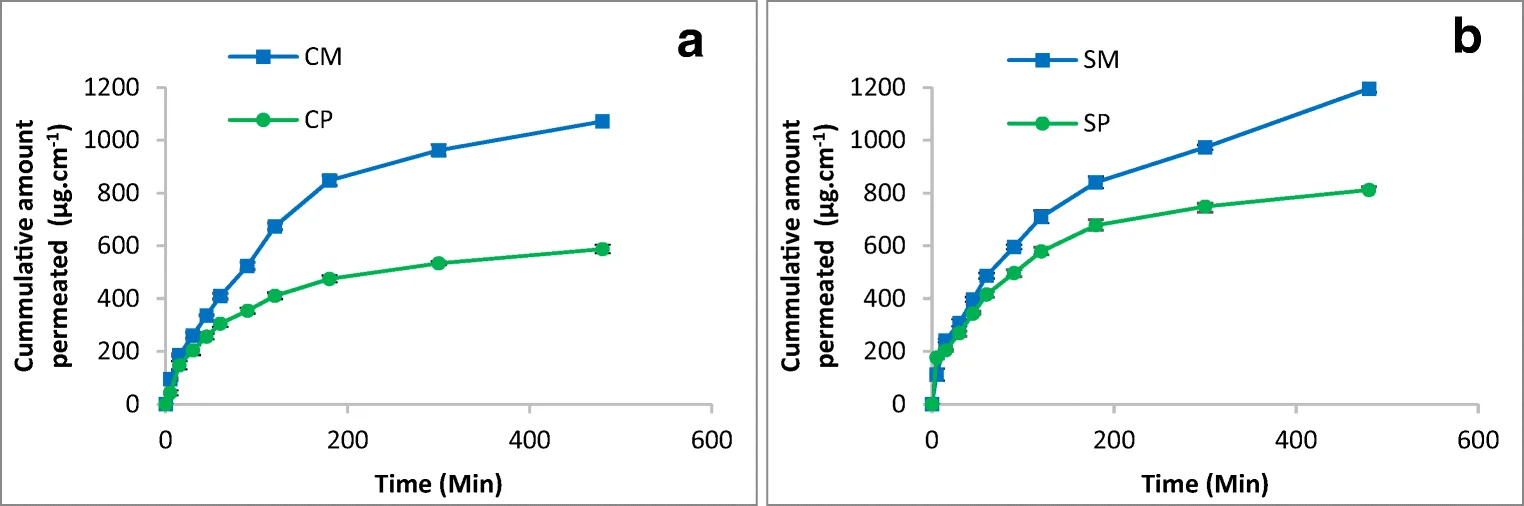 a
CM
CP
1200
1000
800
600
400
200
0
0 200 400 600
Cummulative amount
permeated (µg.cm-1)
Time (Min)
b
SM
SP
1200
1000
800
600
400
200
0
0 200 400 600
Cummulative amount
permeated (µg.cm-1)
Time (Min)